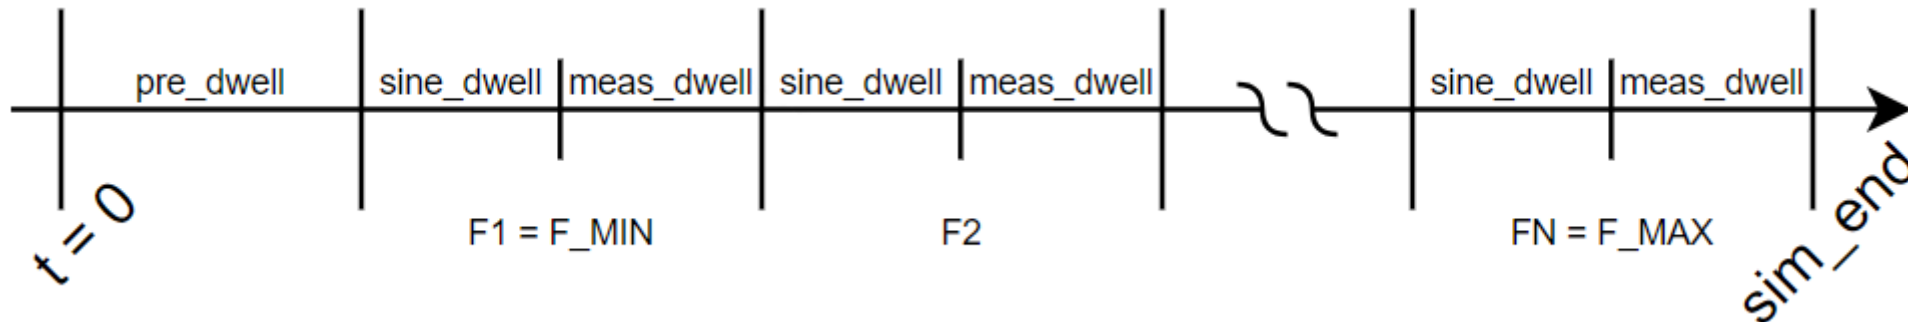 pre_dwell
sine_dwell
meas_dwell
sine_dwell
meas_dwell
sine_dwell
meas_dwell
t = 0
F1 = F_MIN
F2
FN = F_MAX
sim_end